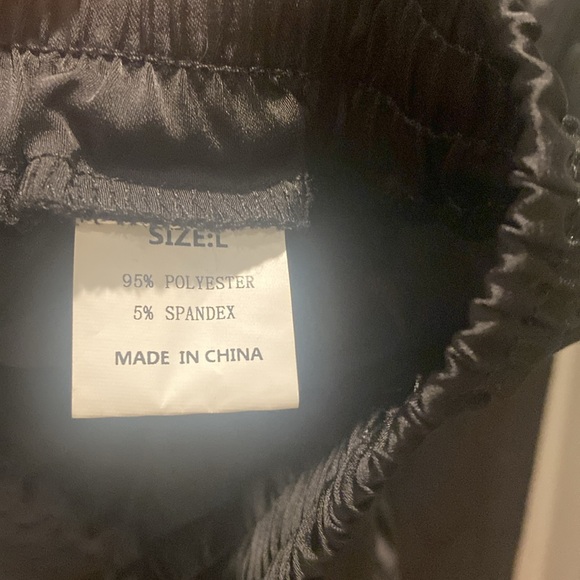 SIZE:L
95% POLYESTER
5% SPANDEX
MADE IN CHINA